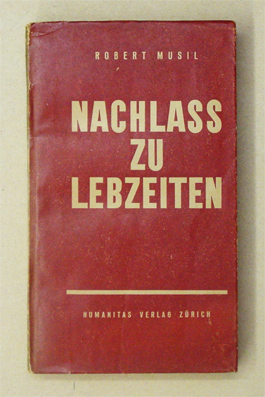 ROBERT MUSIL
NACHLASS
ZU
LEBZEITEN
HUMANITAS VERLAG ZÜRICH